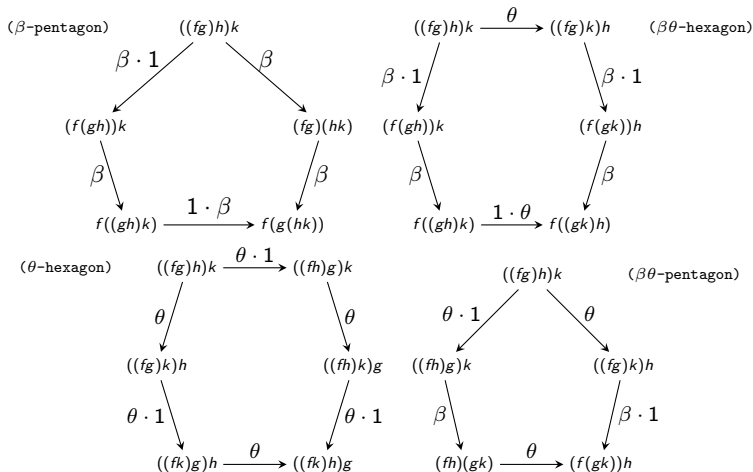 (β-pentagon) ((fg)h)k
β · 1 β
(f(gh))k (fg)(hk)
β β
f((gh)k) 1 · β f(g(hk))
((fg)h)k θ ((fg)k)h (βθ-hexagon)
β · 1 β · 1
(f(gh))k (f(gk))h
β β
f((gh)k) 1 · θ f((gk)h)
(θ-hexagon) ((fg)h)k θ · 1 ((fh)g)k
θ θ
((fg)k)h ((fh)k)g
θ · 1 θ · 1
((fk)g)h θ ((fk)h)g
((fg)h)k (βθ-pentagon)
θ · 1 θ
((fh)g)k ((fg)k)h
β β · 1
(fh)(gk) θ (f(gk))h